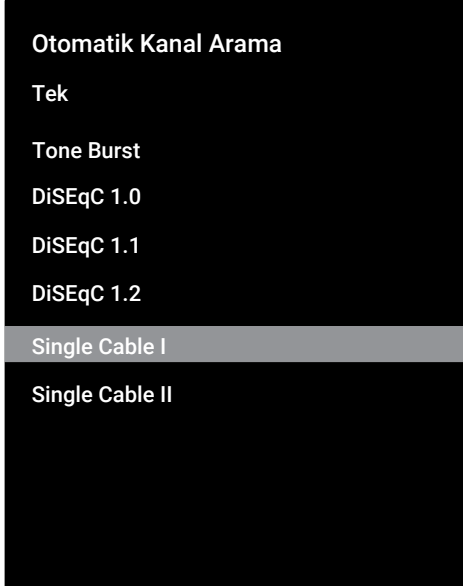 Otomatik Kanal Arama
Tek
Tone Burst
DiSEqC 1.0
DiSEqC 1.1
DiSEqC 1.2
Single Cable I
Single Cable II